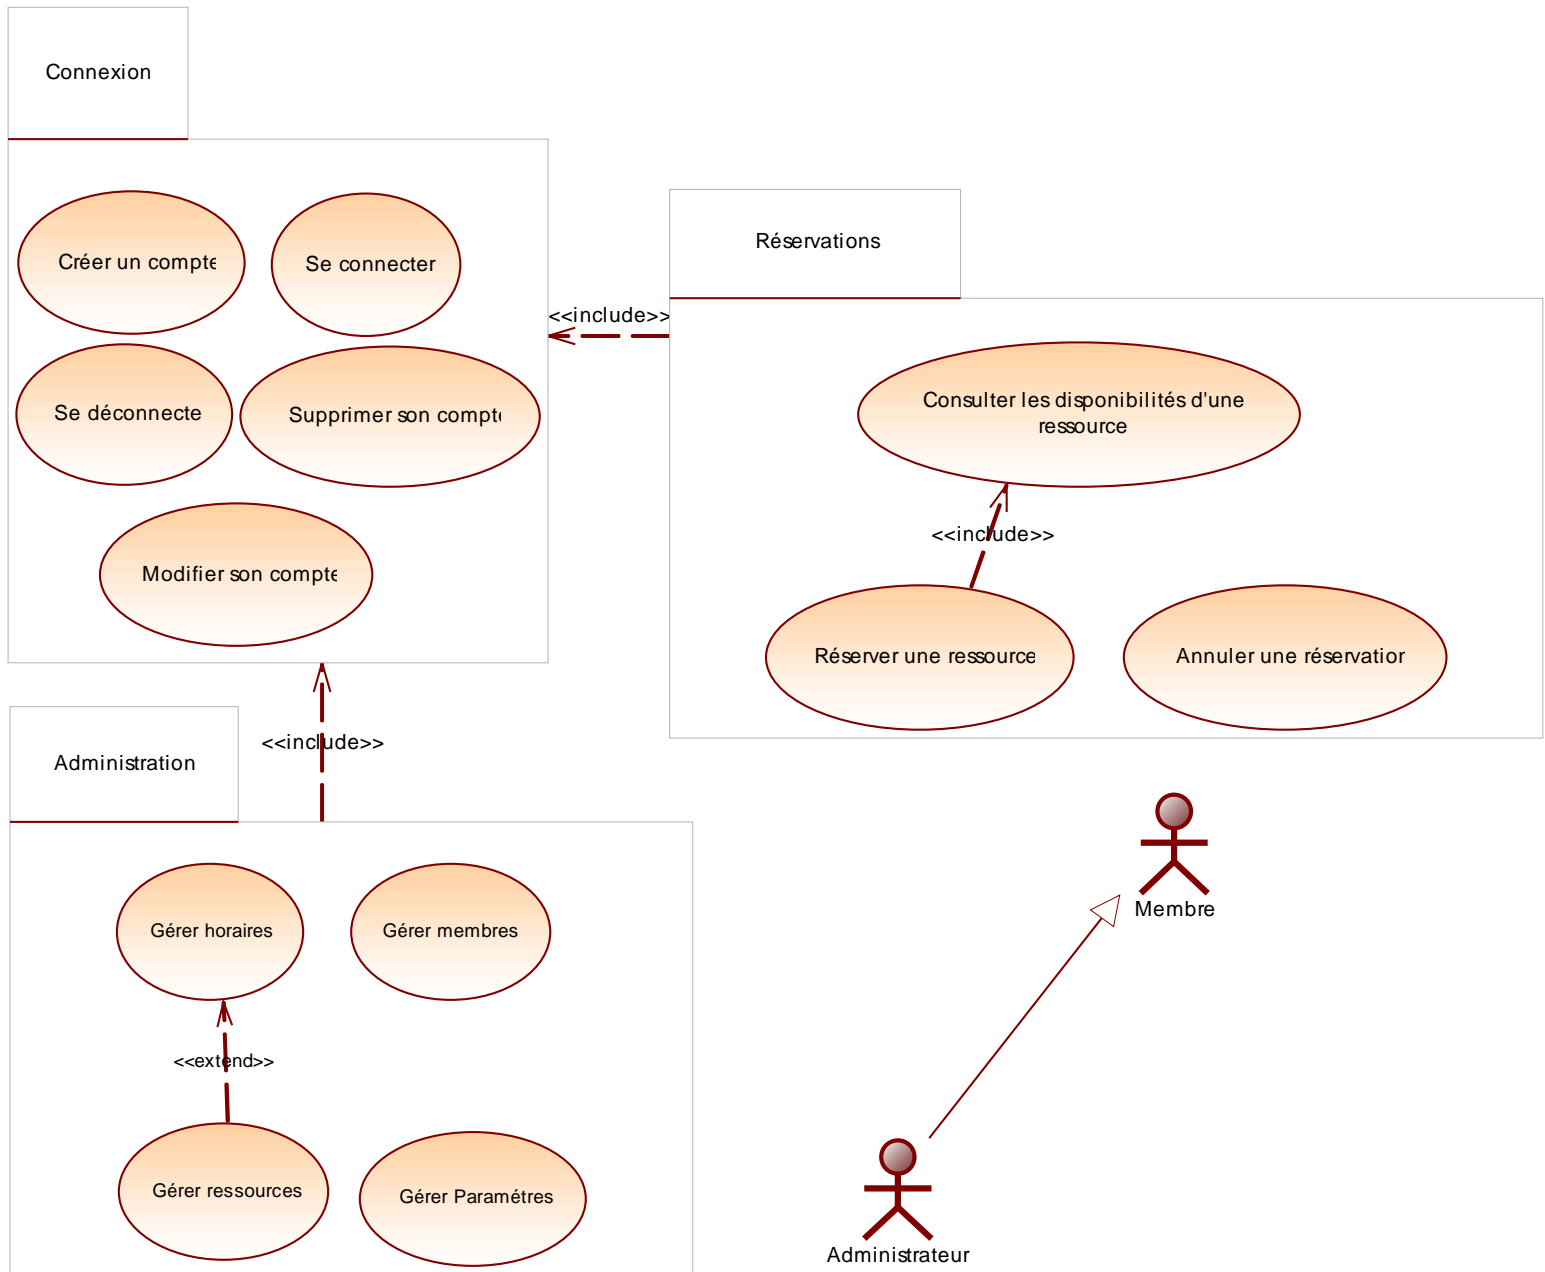 Connexion
Créer un compte
Se connecter
Se déconnecte
Supprimer son compte
Modifier son compte
<<include>>
Réservations
Consulter les disponibilités d'une
ressource
<<include>>
Réserver une ressource
Annuler une réservation
<<include>>
Administration
Gérer horaires
Gérer membres
<<extend>>
Gérer ressources
Gérer Paramétres
Membre
Administrateur